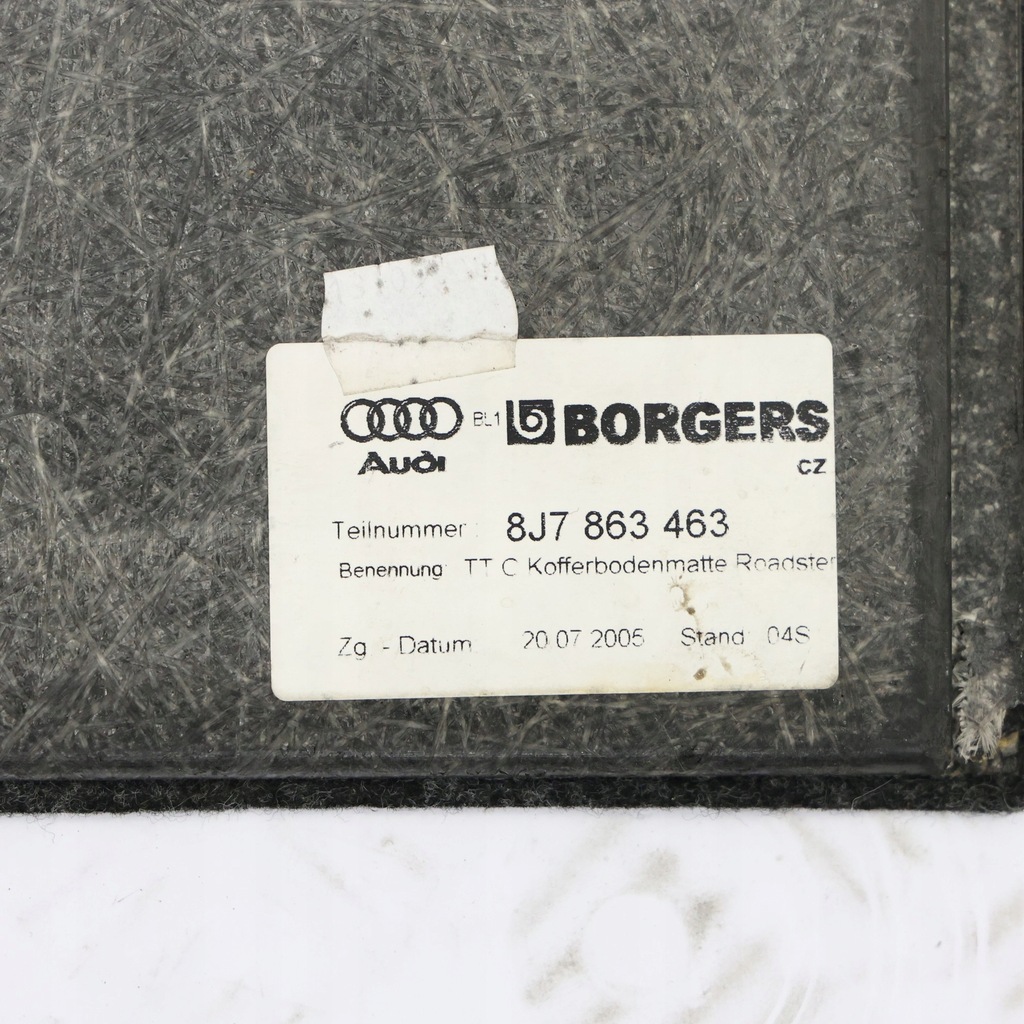 Audi BL1 BORGERS
CZ
Teilnummer : 8J7 863 463
Benennung: TT C Kofferbodenmatte Roadster
Zg. - Datum 20.07.2005 Stand 04S